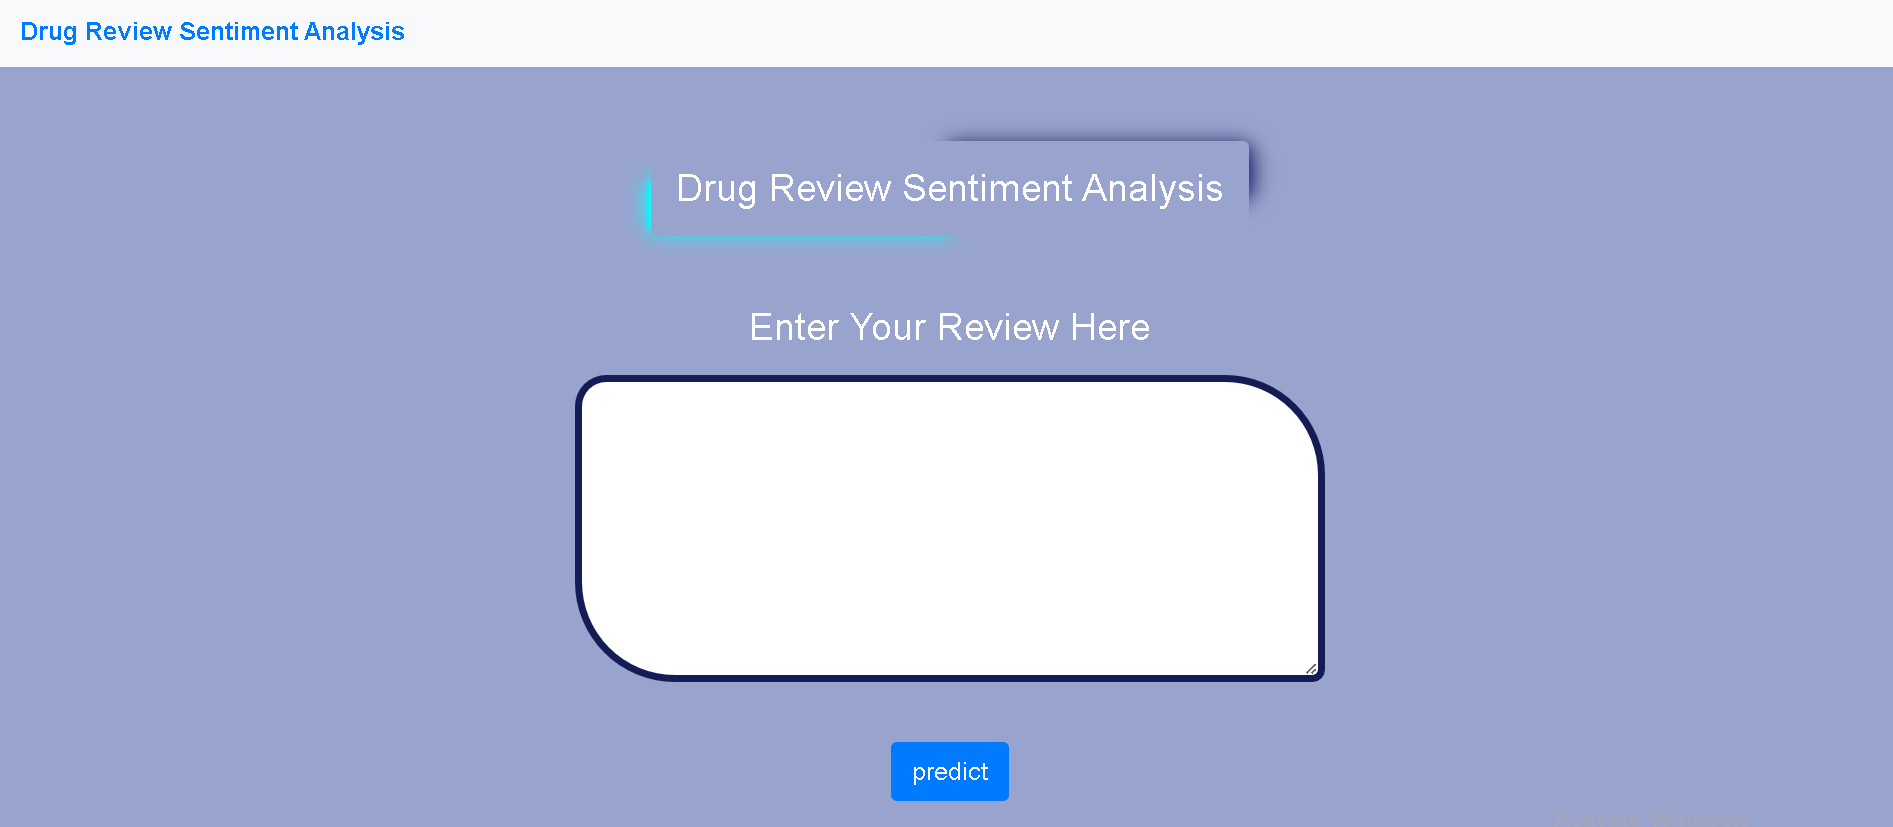 Drug Review Sentiment Analysis
Drug Review Sentiment Analysis
Enter Your Review Here
predict
Activate Windows